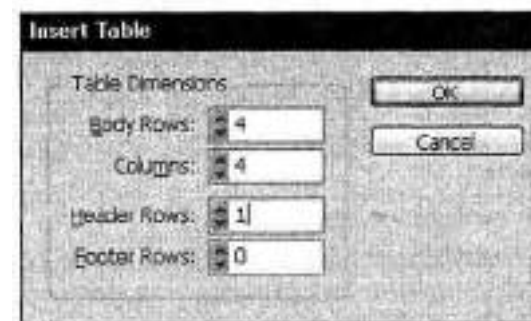 Insert Table
Table Dimensions
Body Rows: 4
Columns: 4
Header Rows: 1
Footer Rows: 0
OK
Cancel